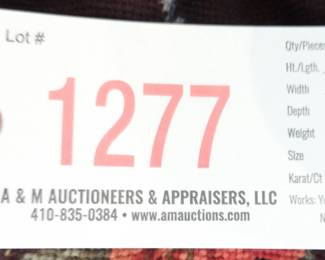 Lot #
1277
A & M AUCTIONEERS & APPRAISERS, LLC
410-835-0384 • www.amauctions.com
Qty/Pieces
Ht./Lgth.
Width
Depth
Weight
Size
Karat/Ct
Works: